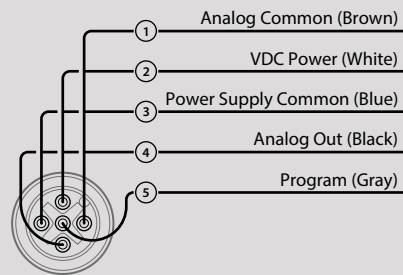 1 Analog Common (Brown)
2 VDC Power (White)
3 Power Supply Common (Blue)
4 Analog Out (Black)
5 Program (Gray)